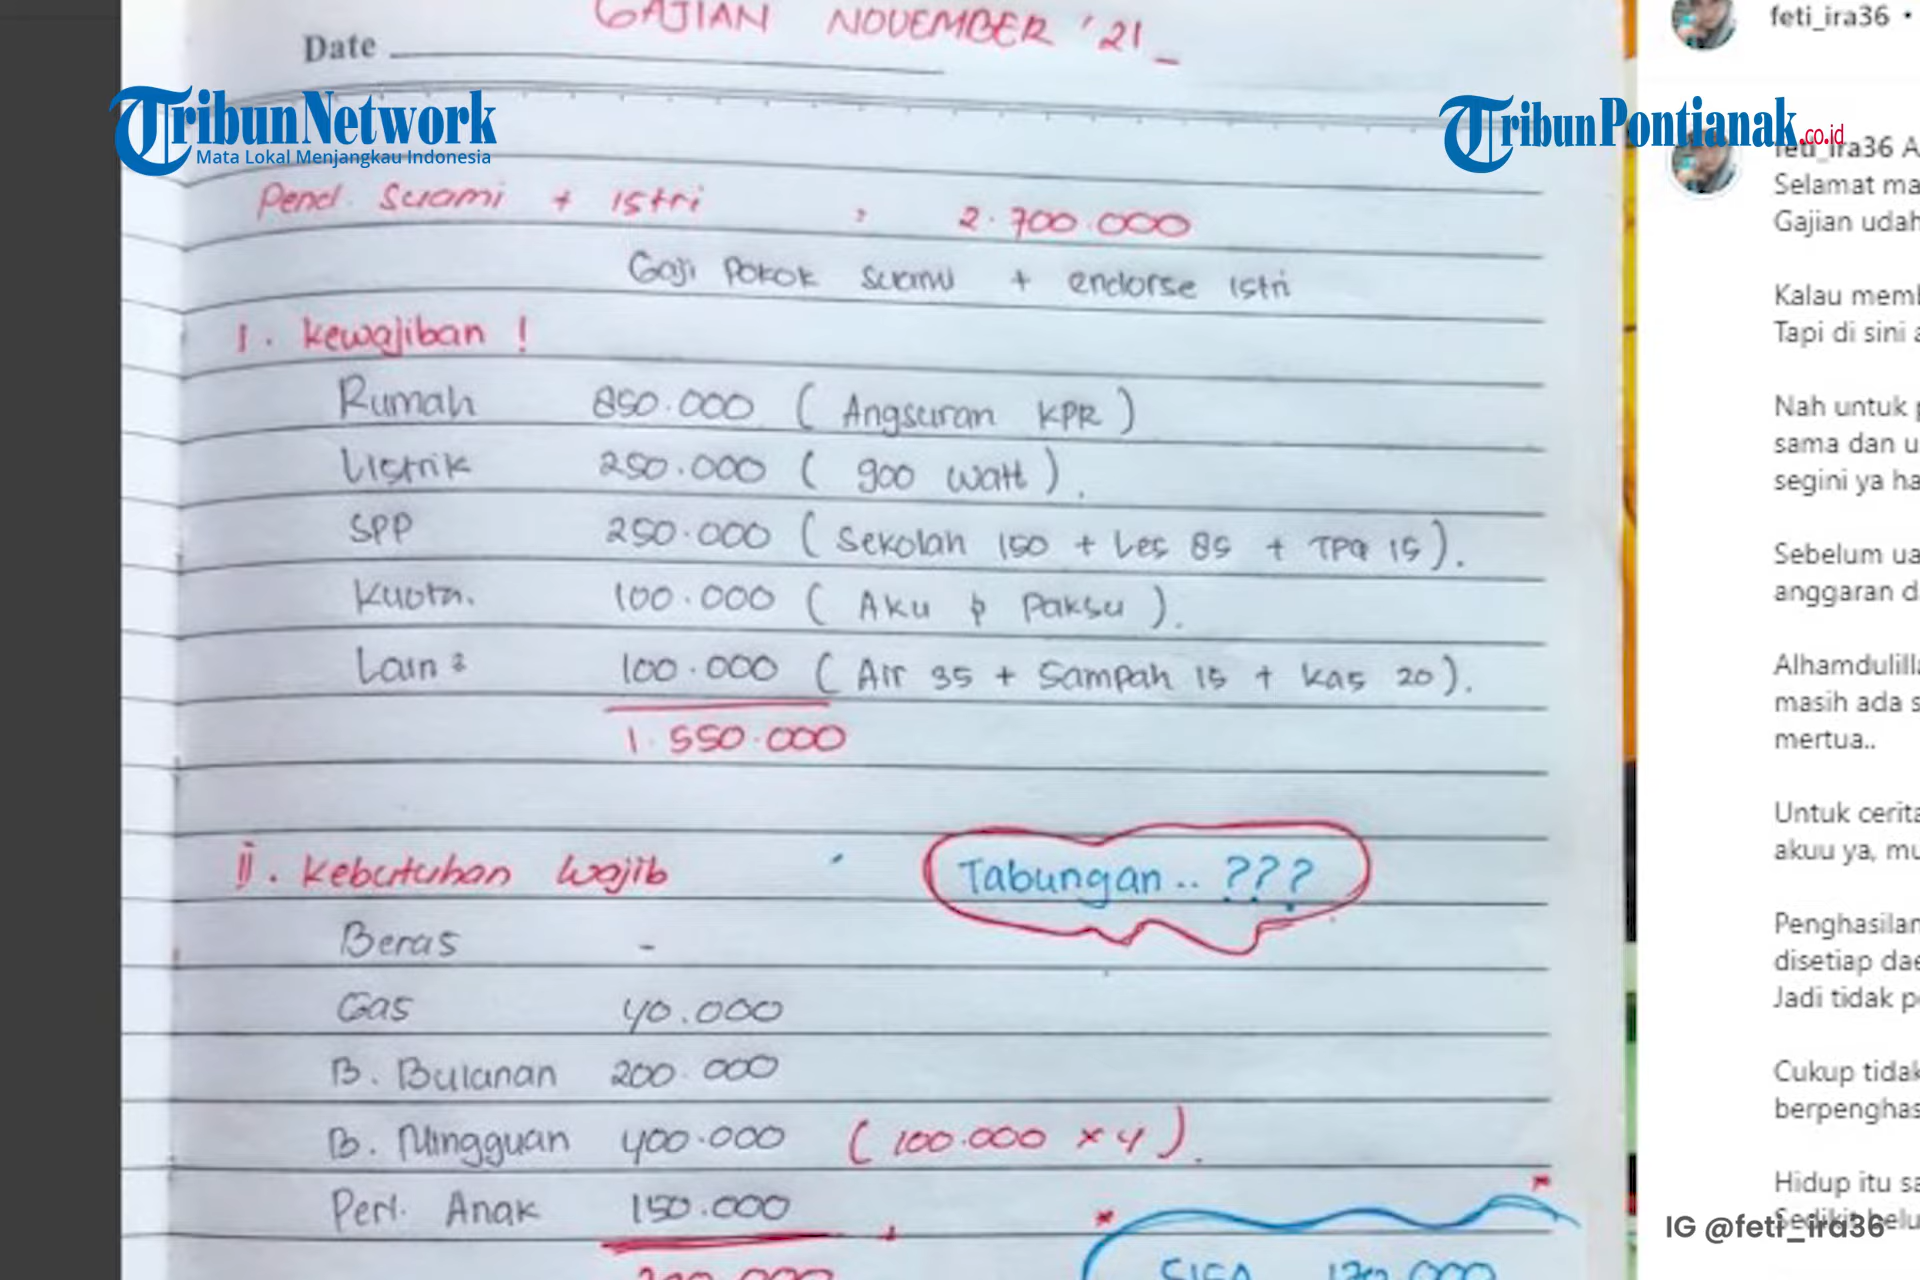 GAJIAN NOVEMBER '21
Date
TribunNetwork
Mata Lokal Menjangkau Indonesia
TribunPontianak.co.id
Pend. Suami + Istri : 2.700.000
Gaji Pokok suami + endorse istri
I. Kewajiban !
Rumah 850.000 ( Angsuran KPR )
Listrik 250.000 ( 900 watt ).
SPP 250.000 ( Sekolah 150 + Les 85 + TPQ 15 ).
Kuota. 100.000 ( Aku & Paksu ).
Lain2 100.000 ( Air 35 + Sampah 15 + Kas 20 ).
1.550.000
II. Kebutuhan Wajib
Tabungan .. ???
Beras -
Gas 40.000
B. Bulanan 200.000
B. Mingguan 400.000 ( 100.000 x 4 ).
Perl. Anak 150.000
SISA
feti_ira36 •
feti_ira36 A
Selamat ma
Gajian udah
Kalau memb
Tapi di sini a
Nah untuk p
sama dan u
segini ya ha
Sebelum ua
anggaran d
Alhamdulilla
masih ada s
mertua..
Untuk cerita
akuu ya, mu
Penghasilan
disetiap dae
Jadi tidak p
Cukup tidak
berpenghas
Hidup itu sa
IG @feti_ira36